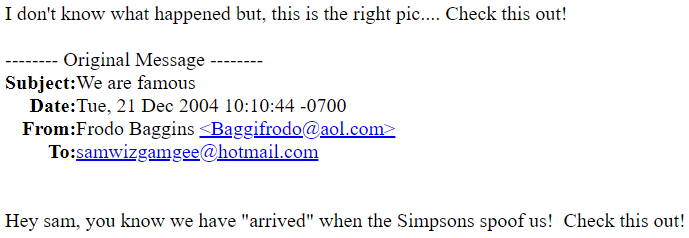 I don't know what happened but, this is the right pic.... Check this out!
-------- Original Message --------
Subject:We are famous
Date:Tue, 21 Dec 2004 10:10:44 -0700
From:Frodo Baggins <Baggifrodo@aol.com>
To:samwizgamgee@hotmail.com
Hey sam, you know we have "arrived" when the Simpsons spoof us!  Check this out!